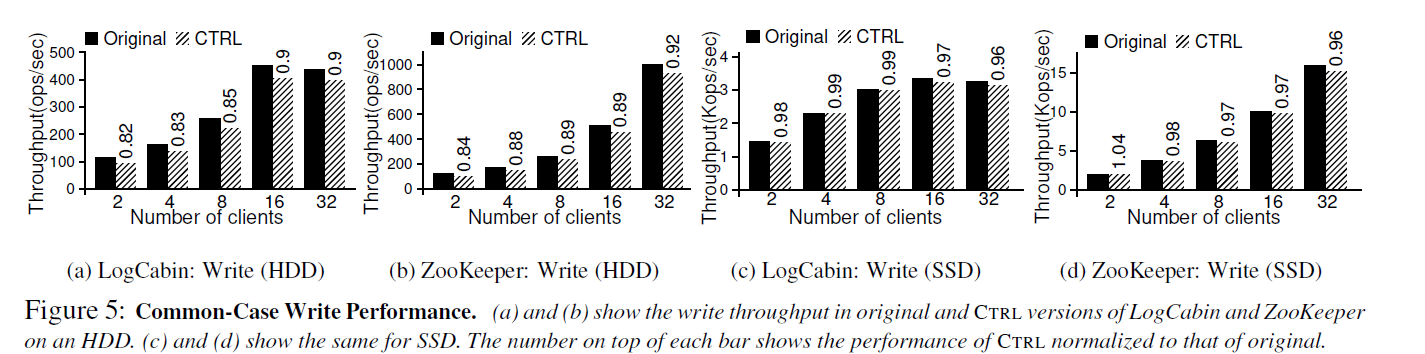 Throughput(ops/sec)
500
400
300
200
100
0
Original CTRL
0.82
0.83
0.85
0.9
0.9
2 4 8 16 32
Number of clients
(a) LogCabin: Write (HDD)
Throughput(ops/sec)
1000
800
600
400
200
0
Original CTRL
0.84
0.88
0.89
0.89
0.92
2 4 8 16 32
Number of clients
(b) ZooKeeper: Write (HDD)
Throughput(Kops/sec)
4
3
2
1
0
Original CTRL
0.98
0.99
0.99
0.97
0.96
2 4 8 16 32
Number of clients
(c) LogCabin: Write (SSD)
Throughput(Kops/sec)
15
10
5
0
Original CTRL
1.04
0.98
0.97
0.97
0.96
2 4 8 16 32
Number of clients
(d) ZooKeeper: Write (SSD)
Figure 5: Common-Case Write Performance. (a) and (b) show the write throughput in original and CTRL versions of LogCabin and ZooKeeper
on an HDD. (c) and (d) show the same for SSD. The number on top of each bar shows the performance of CTRL normalized to that of original.